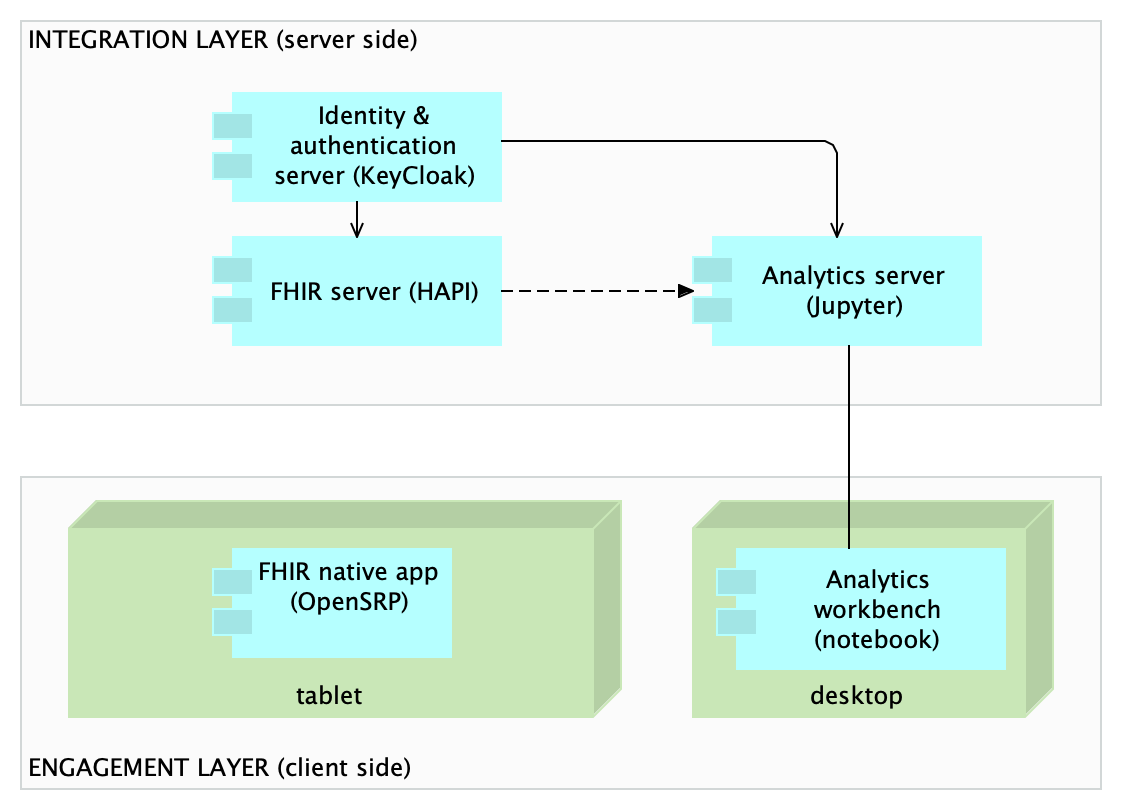 INTEGRATION LAYER (server side)
Identity &
authentication
server (KeyCloak)
FHIR server (HAPI)
Analytics server
(Jupyter)
FHIR native app
(OpenSRP)
tablet
Analytics
workbench
(notebook)
desktop
ENGAGEMENT LAYER (client side)